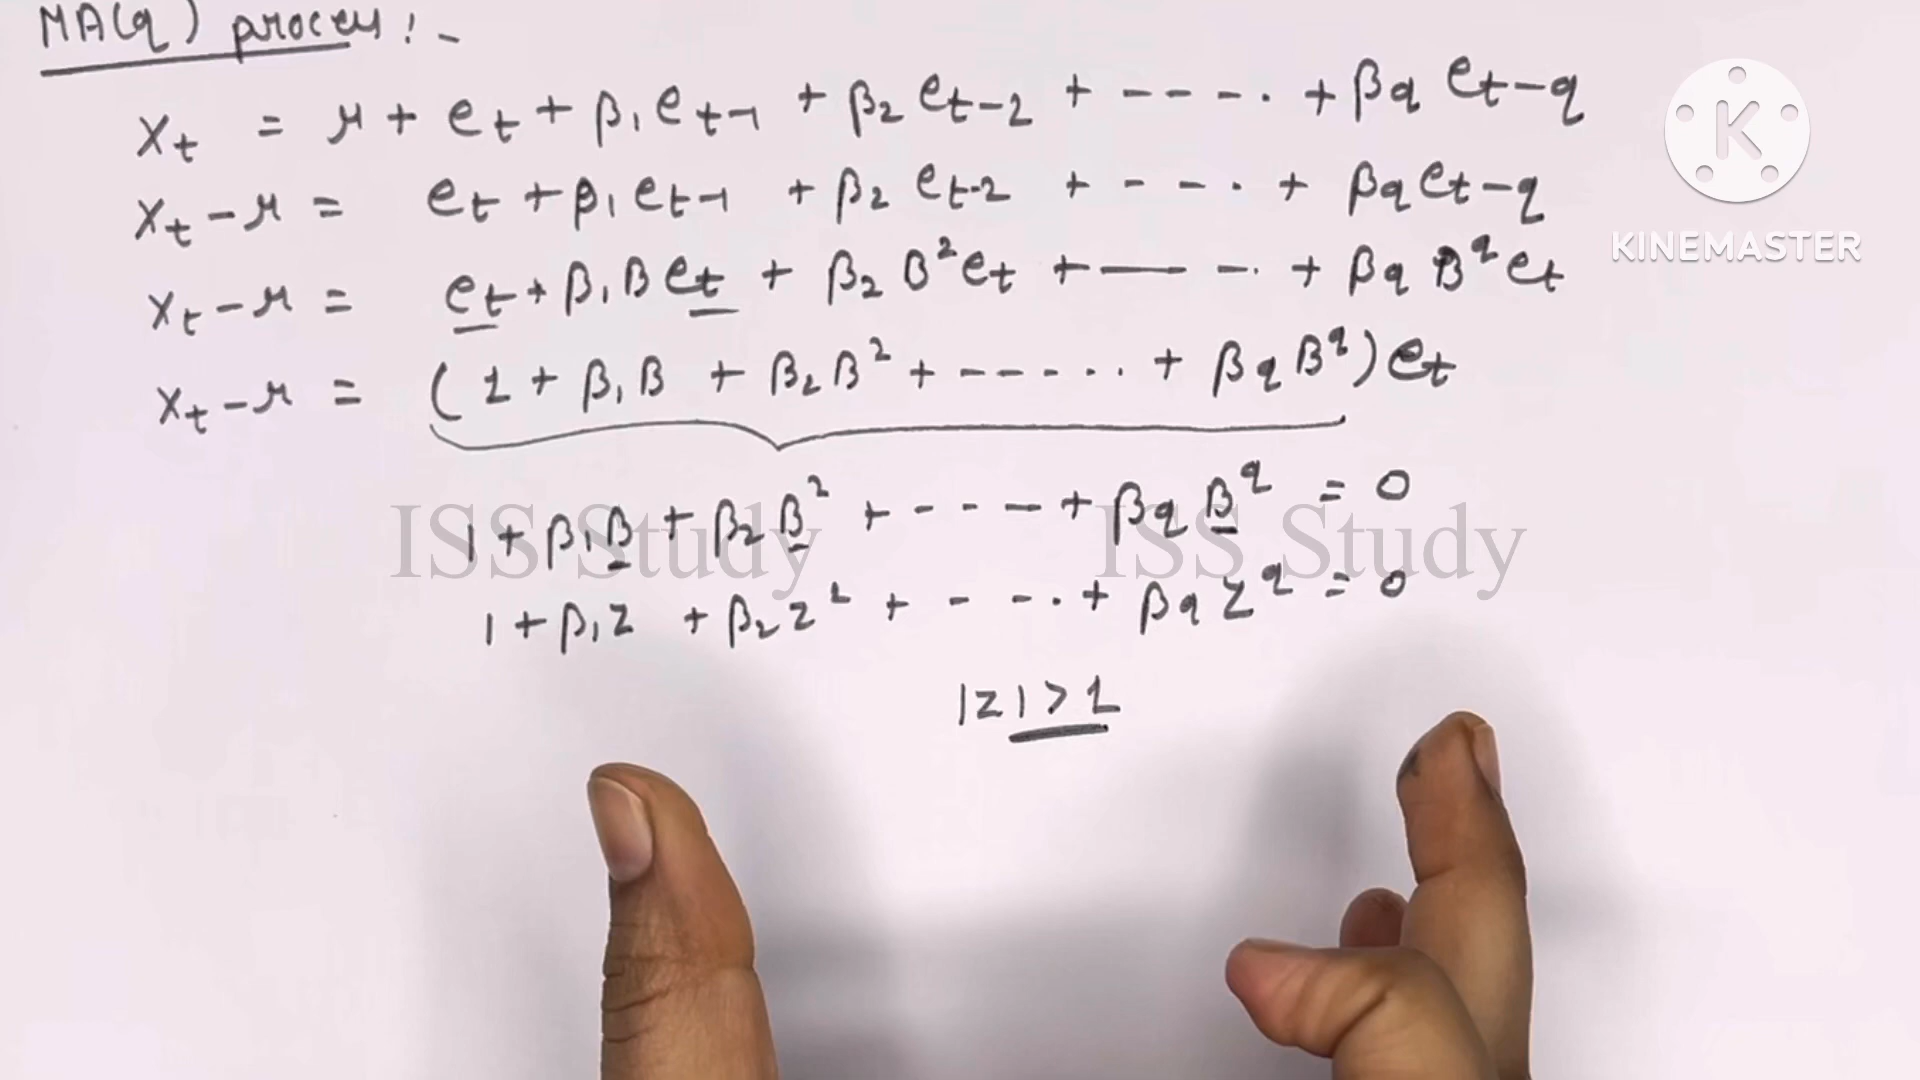 MA(q) process :-
Xt = μ + et + β1 et-1 + β2 et-2 + ----. + βq et-q
Xt - μ = et + β1 et-1 + β2 et-2 + ---. + βq et-q
Xt - μ = et + β1 B et + β2 B² et + — -. + βq B^q et
Xt - μ = (1 + β1 B + β2 B² + -----.. + βq B^q) et
1 + β1 B + β2 B² + ---- + βq B^q = 0
1 + β1 z + β2 z² + - --. + βq z^q = 0
|z| > 1
K
KINEMASTER
ISS Study
ISS Study